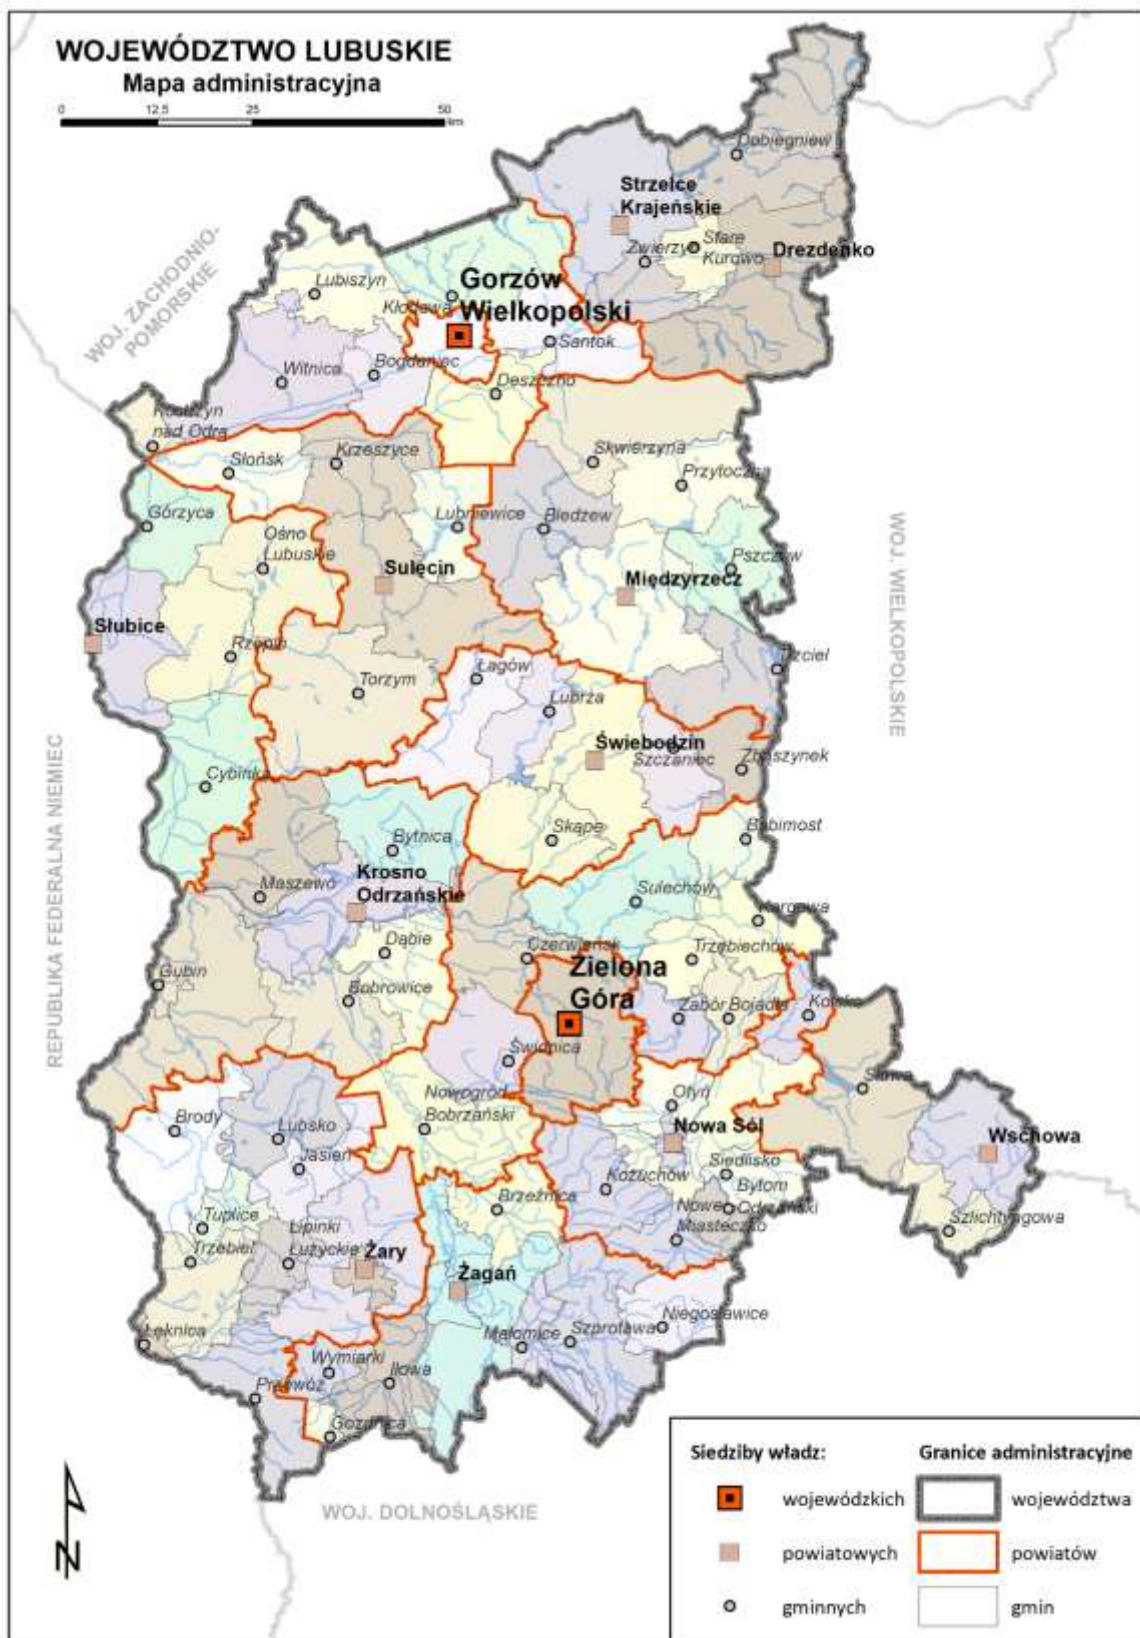 WOJEWÓDZTWO LUBUSKIE
Mapa administracyjna
0 12.5 25 50
km
WOJ. ZACHODNIO-
POMORSKIE
Dobiegniew
Strzelce
Krajeńskie
Zwierzyn
Stare
Kurowo
Drezdenko
Lubiszyn
Kłodawa
Gorzów
Wielkopolski
Santok
Witnica
Bogdaniec
Deszczno
Kostrzyn
nad Odrą
Słońsk
Krzeszyce
Skwierzyna
Przytoczna
Górzyca
Ośno
Lubuskie
Lubniewice
Bledzew
Pszczew
Sulęcin
Międzyrzecz
WOJ. WIELKOPOLSKIE
Słubice
Rzepin
Torzym
Łagów
Lubrza
Trzciel
Świebodzin
Szczaniec
Zbąszynek
REPUBLIKA FEDERALNA NIEMIEC
Cybinka
Bytnica
Skąpe
Babimost
Maszewo
Krosno
Odrzańskie
Sulechów
Kargowa
Gubin
Dąbie
Bobrowice
Czerwieńsk
Trzebiechów
Zielona
Góra
Zabór
Bojadła
Kolsko
Świdnica
Sława
Brody
Lubsko
Jasień
Nowogród
Bobrzański
Otyń
Nowa Sól
Wschowa
Kożuchów
Siedlisko
Bytom
Odrzański
Nowe
Miasteczko
Szlichtyngowa
Tuplice
Trzebiel
Lipinki
Łużyckie
Żary
Brzeźnica
Żagań
Łęknica
Przewóz
Wymiarki
Iłowa
Gozdnica
Małomice
Szprotawa
Niegosławice
WOJ. DOLNOŚLĄSKIE
N
Siedziby władz:
wojewódzkich
powiatowych
gminnych
Granice administracyjne
województwa
powiatów
gmin